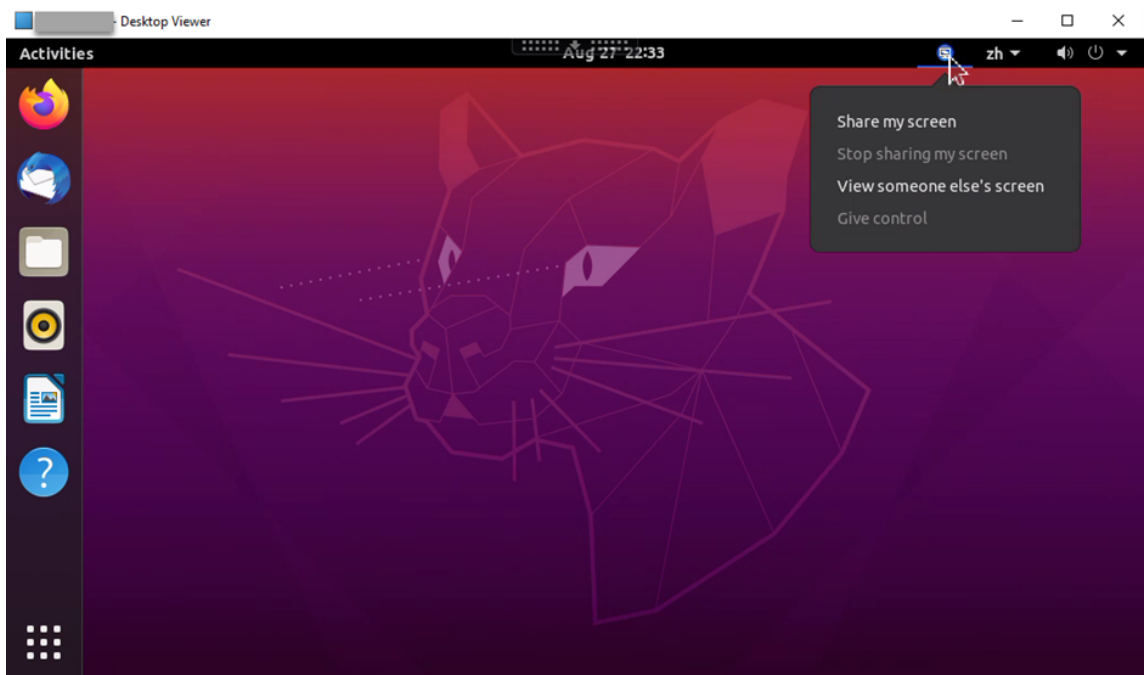 - Desktop Viewer
Activities
Aug 27 22:33
zh
Share my screen
Stop sharing my screen
View someone else's screen
Give control
?